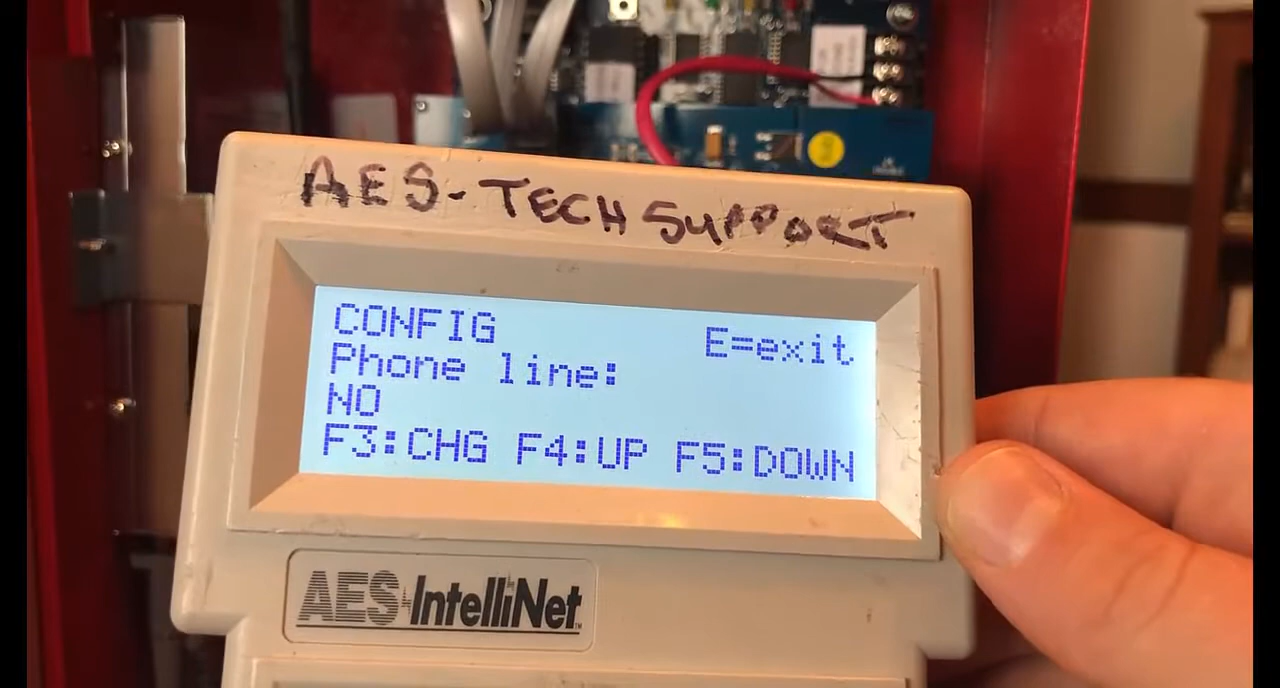 AES-TECH SUPPORT
CONFIG E=exit
Phone line:
NO
F3:CHG F4:UP F5:DOWN
AES IntelliNet